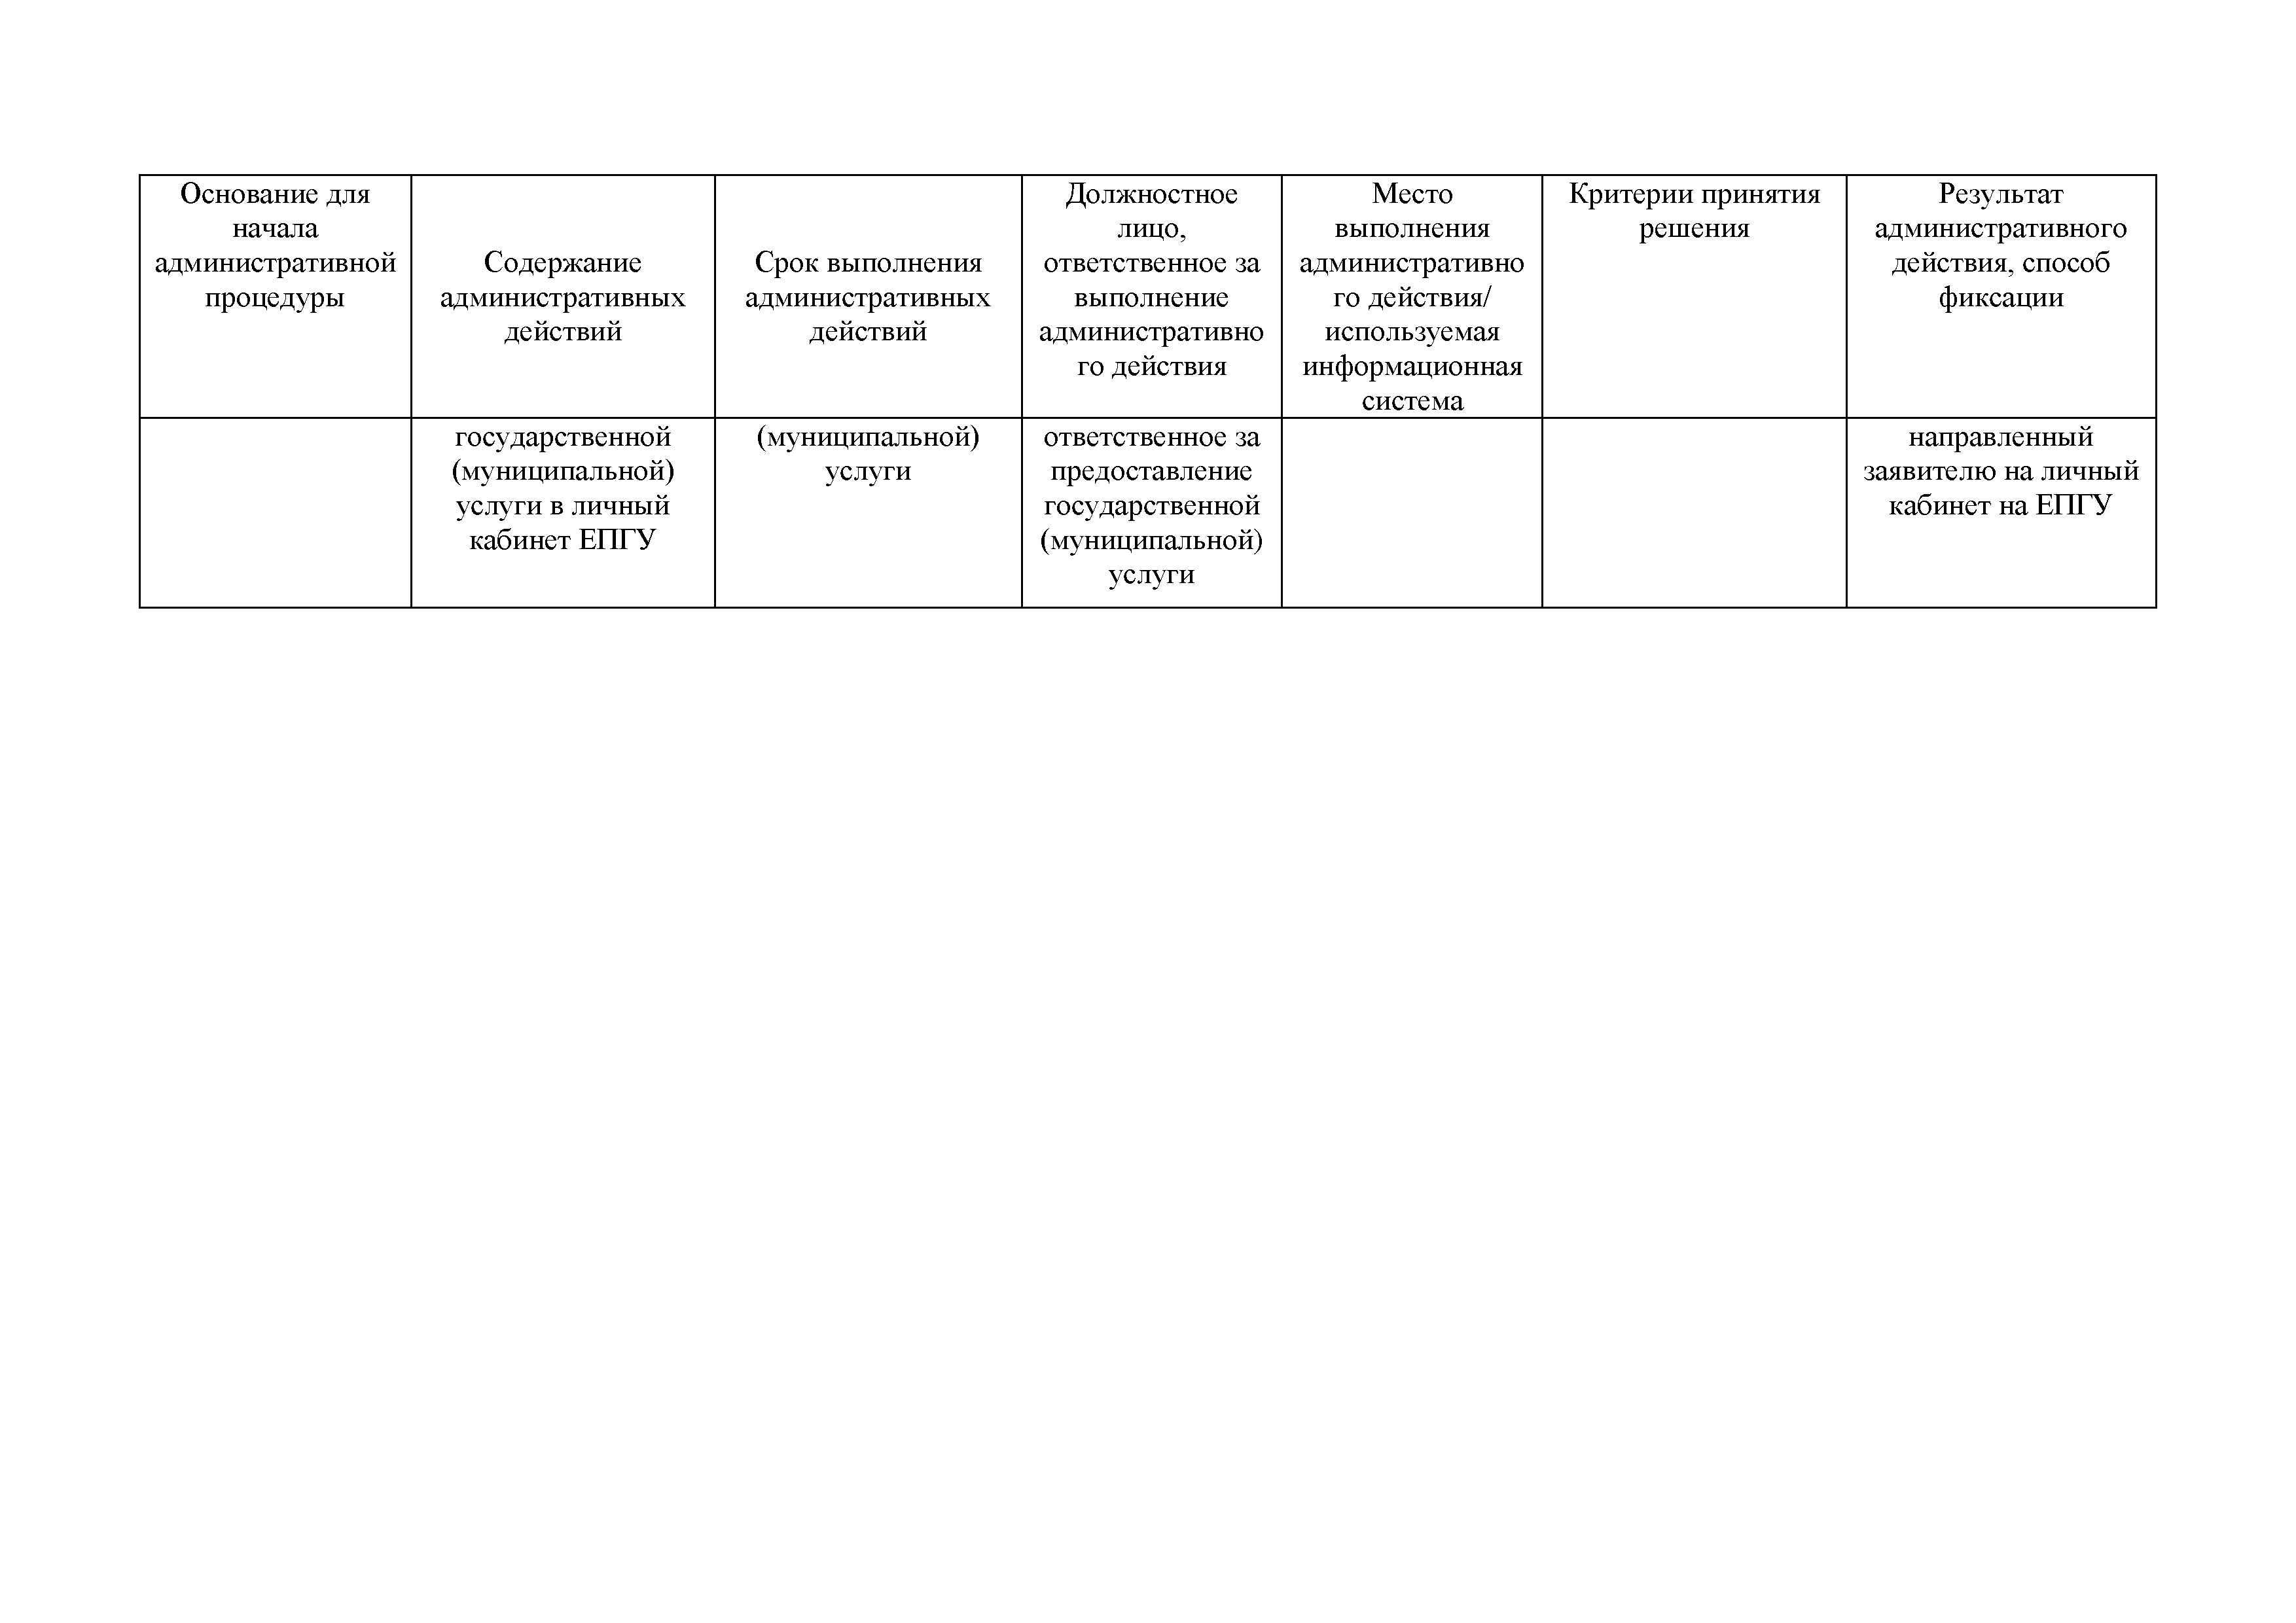 Основание для
начала
административной
процедуры
Содержание
административных
действий
Срок выполнения
административных
действий
Должностное
лицо,
ответственное за
выполнение
административно
го действия
Место
выполнения
административно
го действия/
используемая
информационная
система
Критерии принятия
решения
Результат
административного
действия, способ
фиксации
государственной
(муниципальной)
услуги в личный
кабинет ЕПГУ
(муниципальной)
услуги
ответственное за
предоставление
государственной
(муниципальной)
услуги
направленный
заявителю на личный
кабинет на ЕПГУ